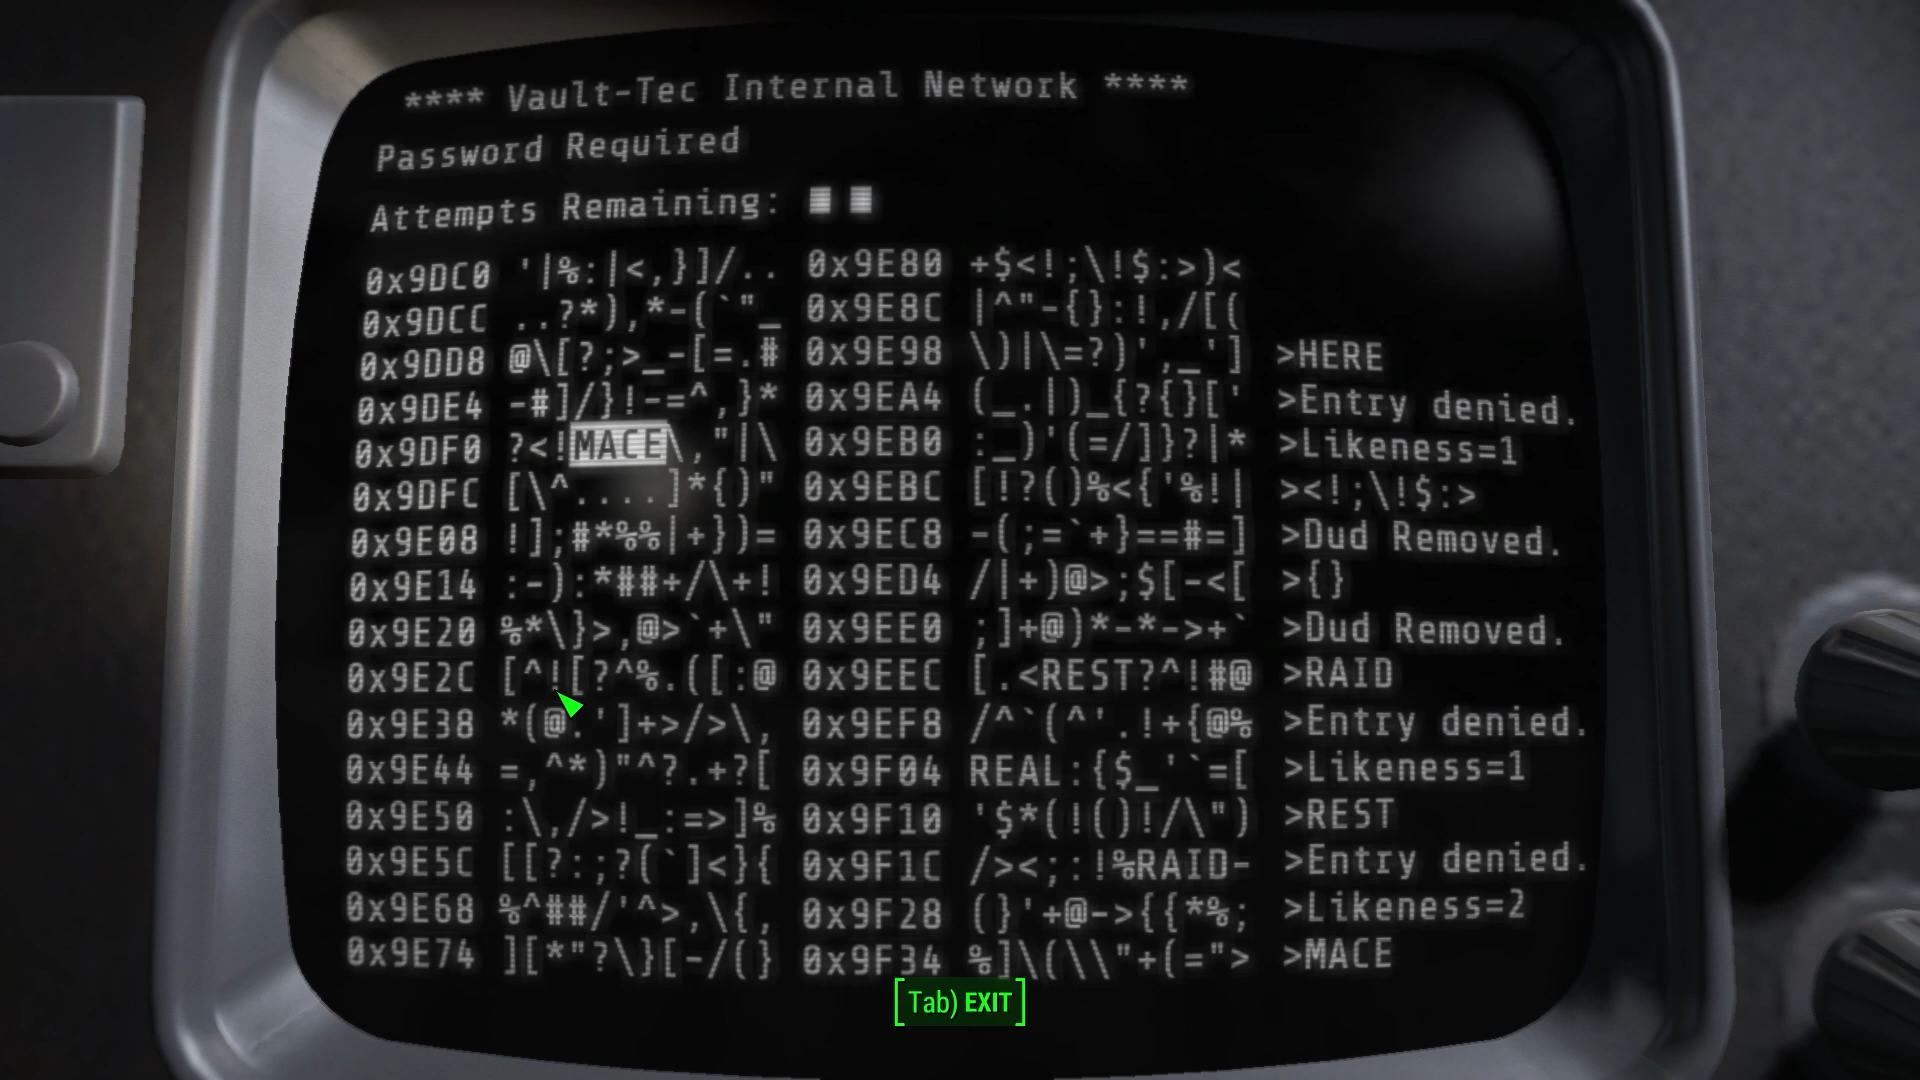 **** Vault-Tec Internal Network ****
Password Required
Attempts Remaining:
0x9DC0 '|%:|<,}]/.. 0x9E80 +$<!;\!$:>)<
0x9DCC ..?*),*-(`"_ 0x9E8C |^"-{}:!,/[(
0x9DD8 @\[?;>_-[=.# 0x9E98 \)|\=?)',_'] >HERE
0x9DE4 -#]/}!-=^,}* 0x9EA4 (_.|)_{?{}[' >Entry denied.
0x9DF0 ?<!MACE\,"|\ 0x9EB0 :_)'(=/]}?|* >Likeness=1
0x9DFC [\^....]*{)" 0x9EBC [!?()%<{'%!| ><!;\!$:>
0x9E08 !];#*%%|+})= 0x9EC8 -(;=`+}==#=] >Dud Removed.
0x9E14 :-):*##+/\+! 0x9ED4 /|+)@>;$[-<[ >{}
0x9E20 %*\}>,@>`+\" 0x9EE0 ;]+@)*-*->+` >Dud Removed.
0x9E2C [^![?^%.([:@ 0x9EEC [.<REST?^!#@ >RAID
0x9E38 *(@.']+>/>\, 0x9EF8 /^`(^'.!+{@% >Entry denied.
0x9E44 =,^*)"^?.+?[ 0x9F04 REAL:{$_'`=[ >Likeness=1
0x9E50 :\,/>!_:=>]% 0x9F10 '$*(!()!/\") >REST
0x9E5C [[?:;?(`]<}{ 0x9F1C /><;:!%RAID- >Entry denied.
0x9E68 %^##/'^>,\{, 0x9F28 (}'+@->{{*%; >Likeness=2
0x9E74 ][*"?\}[-/(} 0x9F34 %]\(\\"+(="> >MACE
Tab) EXIT